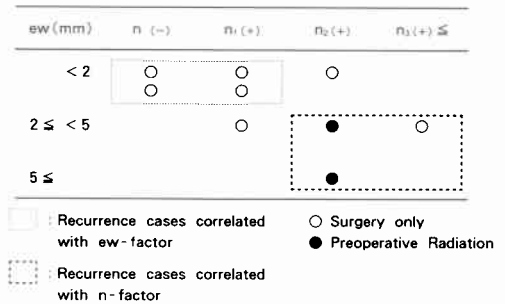 ew(mm) n (−) n₁(+) n₂(+) n₃(+) ≦
< 2 ○ ○ ○
○ ○
2 ≦ < 5 ○ ● ○
5 ≦ ●
: Recurrence cases correlated
with ew-factor
○ Surgery only
● Preoperative Radiation
: Recurrence cases correlated
with n-factor